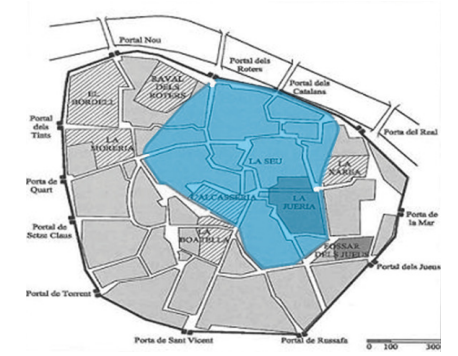 Portal Nou
Portal dels
Roters
Portal dels
Catalans
EL
BORDELL
RAVAL
DELS
ROTERS
Portal
dels
Tints
LA
MORERIA
Porta del Real
LA SEU
LA
XAREA
Porta de
Quart
L'ALCASSERIA
LA
JUERIA
Porta de
la Mar
Portal de
Setze Claus
LA
BOATELLA
FOSSAR
DELS JUEUS
Portal dels Jueus
Portal de Torrent
Porta de Sant Vicent
Portal de Russafa
0 100 300